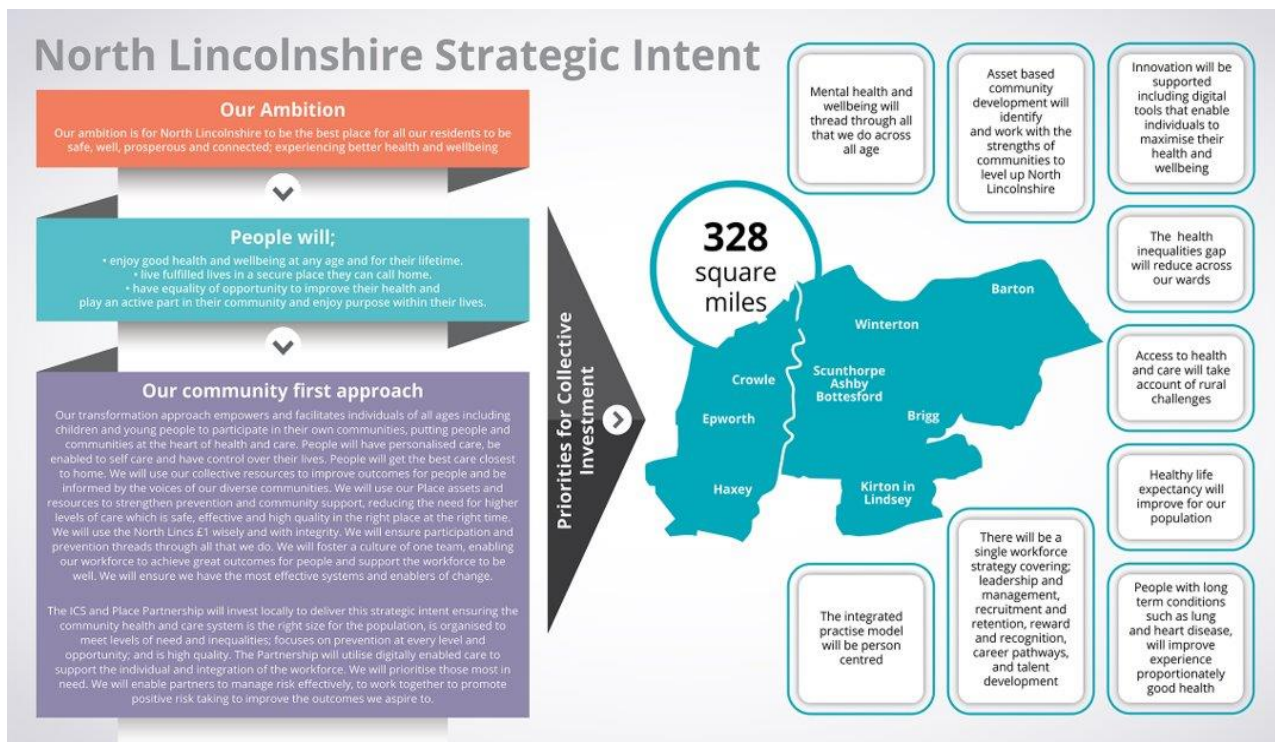 North Lincolnshire Strategic Intent
Our Ambition
Our ambition is for North Lincolnshire to be the best place for all our residents to be
safe, well, prosperous and connected; experiencing better health and wellbeing
People will;
• enjoy good health and wellbeing at any age and for their lifetime.
• live fulfilled lives in a secure place they can call home.
• have equality of opportunity to improve their health and
play an active part in their community and enjoy purpose within their lives.
Our community first approach
Our transformation approach empowers and facilitates individuals of all ages including
children and young people to participate in their own communities, putting people and
communities at the heart of health and care. People will have personalised care, be
enabled to self care and have control over their lives. People will get the best care closest
to home. We will use our collective resources to improve outcomes for people and be
informed by the voices of our diverse communities. We will use our Place assets and
resources to strengthen prevention and community support, reducing the need for higher
levels of care which is safe, effective and high quality in the right place at the right time.
We will use the North Lincs £1 wisely and with integrity. We will ensure participation and
prevention threads through all that we do. We will foster a culture of one team, enabling
our workforce to achieve great outcomes for people and support the workforce to be
well. We will ensure we have the most effective systems and enablers of change.
The ICS and Place Partnership will invest locally to deliver this strategic intent ensuring the
community health and care system is the right size for the population, is organised to
meet levels of need and inequalities; focuses on prevention at every level and
opportunity; and is high quality. The Partnership will utilise digitally enabled care to
support the individual and integration of the workforce. We will prioritise those most in
need. We will enable partners to manage risk effectively, to work together to promote
positive risk taking to improve the outcomes we aspire to.
Priorities for Collective
Investment
328
square
miles
Barton
Winterton
Crowle
Scunthorpe
Ashby
Bottesford
Epworth
Brigg
Haxey
Kirton in
Lindsey
Mental health and
wellbeing will
thread through all
that we do across
all age
Asset based
community
development will
identify
and work with the
strengths of
communities to
level up North
Lincolnshire
Innovation will be
supported
including digital
tools that enable
individuals to
maximise their
health and
wellbeing
The health
inequalities gap
will reduce across
our wards
Access to health
and care will take
account of rural
challenges
Healthy life
expectancy will
improve for our
population
The integrated
practise model
will be person
centred
There will be a
single workforce
strategy covering;
leadership and
management,
recruitment and
retention, reward
and recognition,
career pathways,
and talent
development
People with long
term conditions
such as lung
and heart disease,
will improve
experience
proportionately
good health